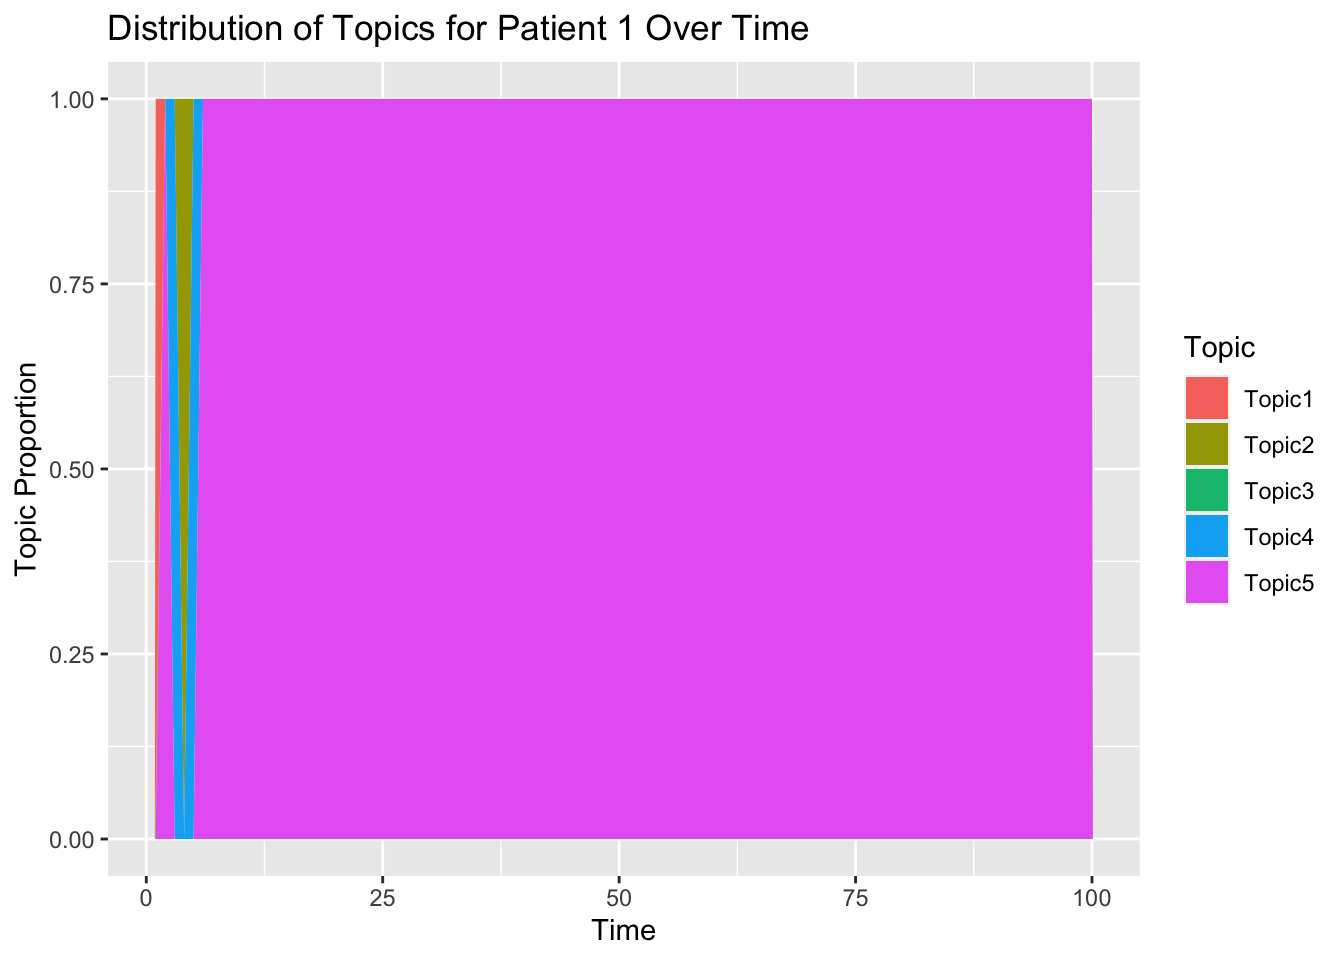 Distribution of Topics for Patient 1 Over Time
Topic Proportion
1.00
0.75
0.50
0.25
0.00
0 25 50 75 100
Time
Topic
Topic1
Topic2
Topic3
Topic4
Topic5